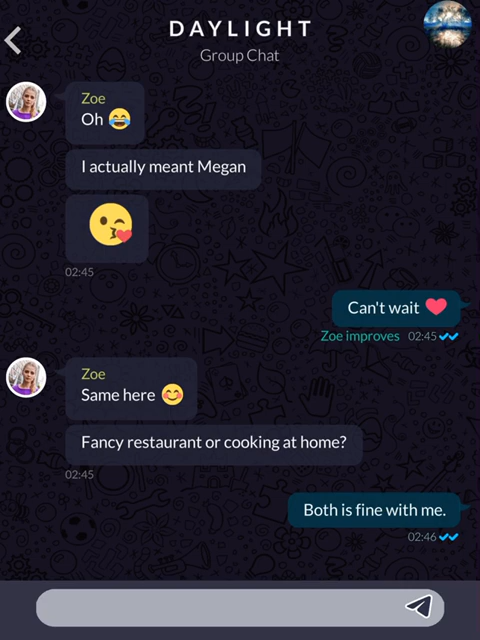 DAYLIGHT
Group Chat
Zoe
Oh 😂
I actually meant Megan
😘
02:45
Can't wait ❤️
Zoe improves 02:45
Zoe
Same here 😊
Fancy restaurant or cooking at home?
02:45
Both is fine with me.
02:46